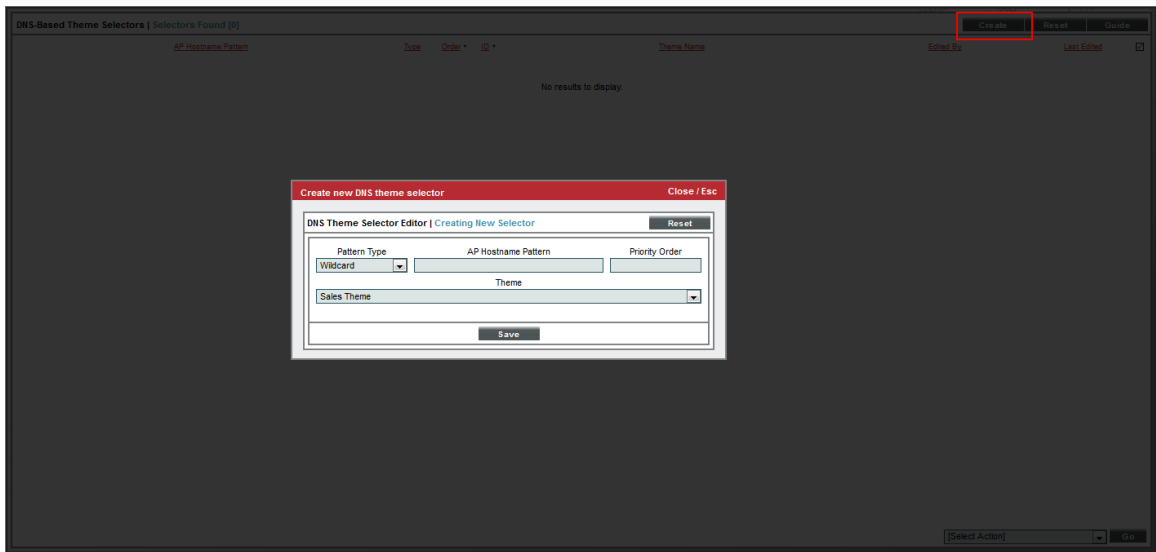 DNS-Based Theme Selectors | Selectors Found [0]
Create Reset Guide
AP Hostname Pattern Type Order ID Theme Name Edited By Last Edited
No results to display
Create new DNS theme selector Close / Esc
DNS Theme Selector Editor | Creating New Selector Reset
Pattern Type AP Hostname Pattern Priority Order
Wildcard
Theme
Sales Theme
Save
[Select Action] Go